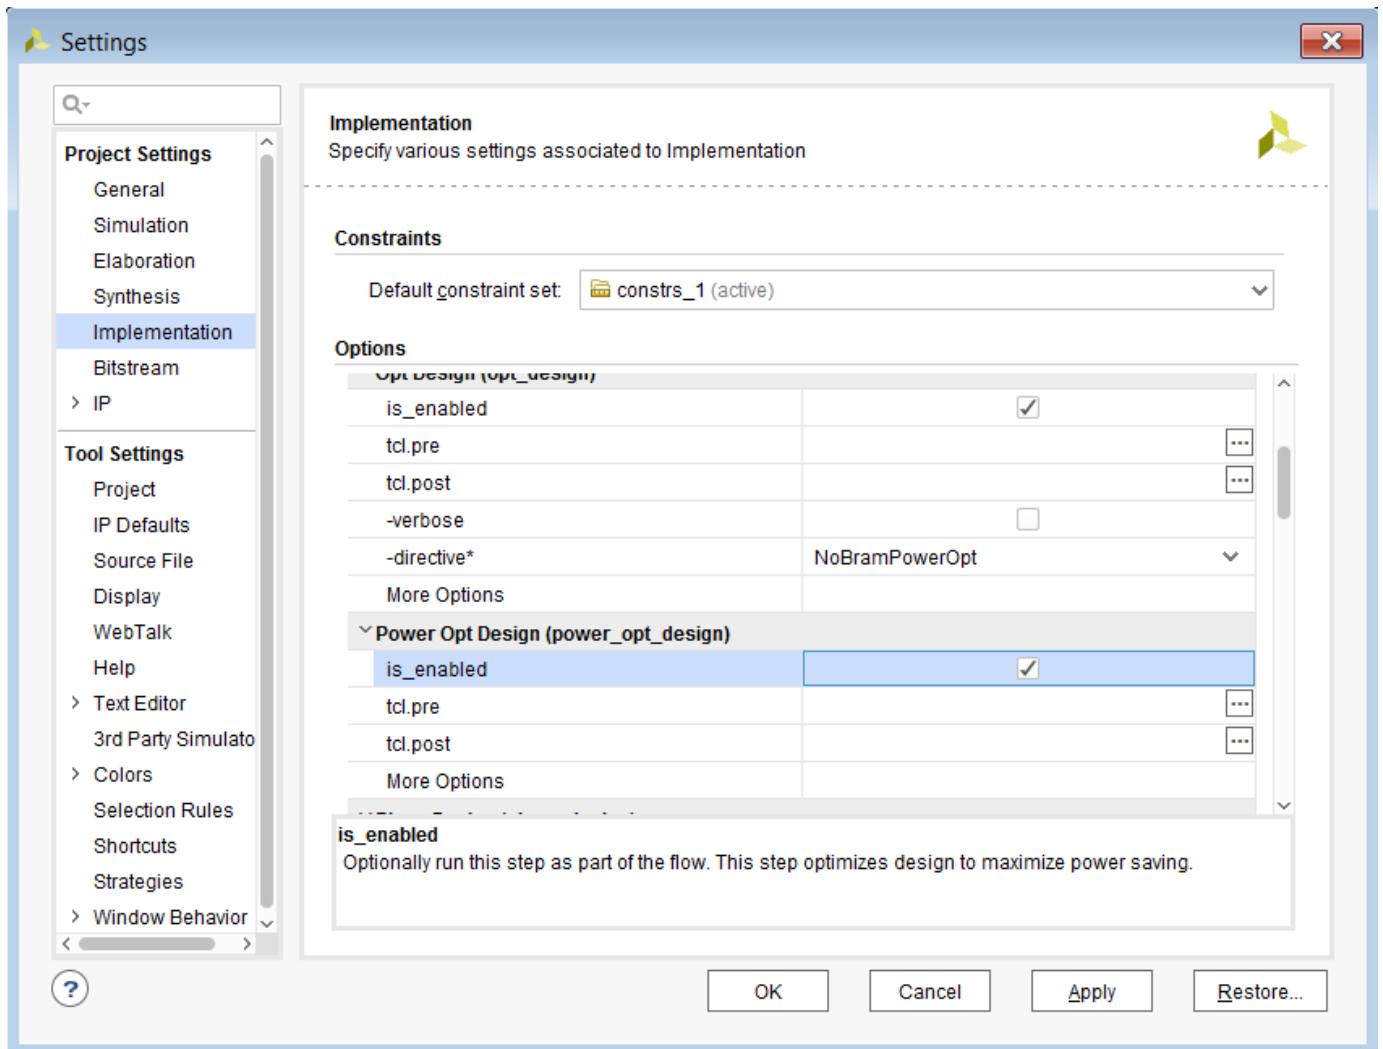 Settings
Project Settings
General
Simulation
Elaboration
Synthesis
Implementation
Bitstream
IP
Tool Settings
Project
IP Defaults
Source File
Display
WebTalk
Help
Text Editor
3rd Party Simulato
Colors
Selection Rules
Shortcuts
Strategies
Window Behavior
Implementation
Specify various settings associated to Implementation
Constraints
Default constraint set: constrs_1 (active)
Options
Opt Design (opt_design)
is_enabled
tcl.pre
tcl.post
-verbose
-directive* NoBramPowerOpt
More Options
Power Opt Design (power_opt_design)
is_enabled
tcl.pre
tcl.post
More Options
is_enabled
Optionally run this step as part of the flow. This step optimizes design to maximize power saving.
?
OK Cancel Apply Restore...